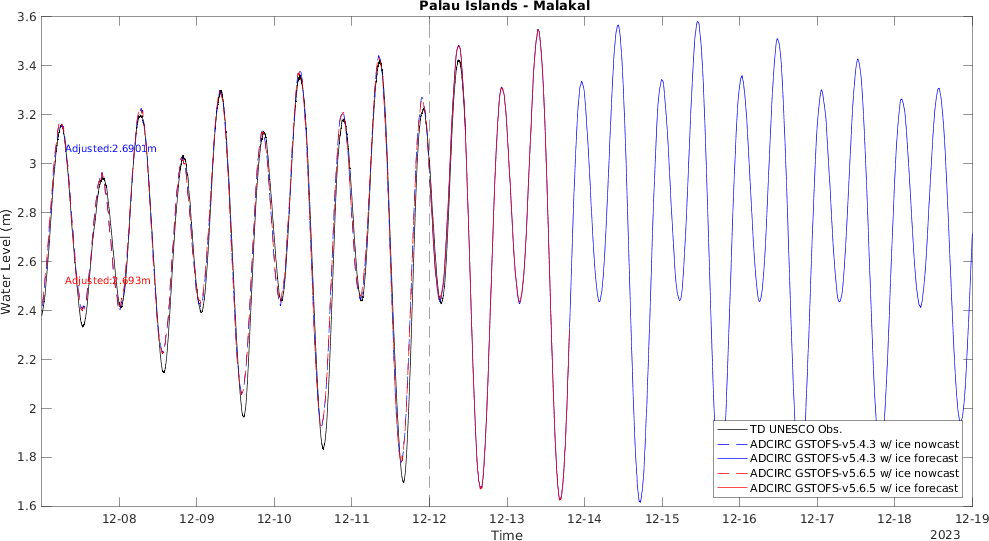 Palau Islands - Malakal
3.6
3.4
3.2
3
2.8
2.6
2.4
2.2
2
1.8
1.6
Water Level (m)
Adjusted:2.6901m
Adjusted:2.693m
TD UNESCO Obs.
ADCIRC GSTOFS-v5.4.3 w/ ice nowcast
ADCIRC GSTOFS-v5.4.3 w/ ice forecast
ADCIRC GSTOFS-v5.6.5 w/ ice nowcast
ADCIRC GSTOFS-v5.6.5 w/ ice forecast
12-08 12-09 12-10 12-11 12-12 12-13 12-14 12-15 12-16 12-17 12-18 12-19
Time
2023